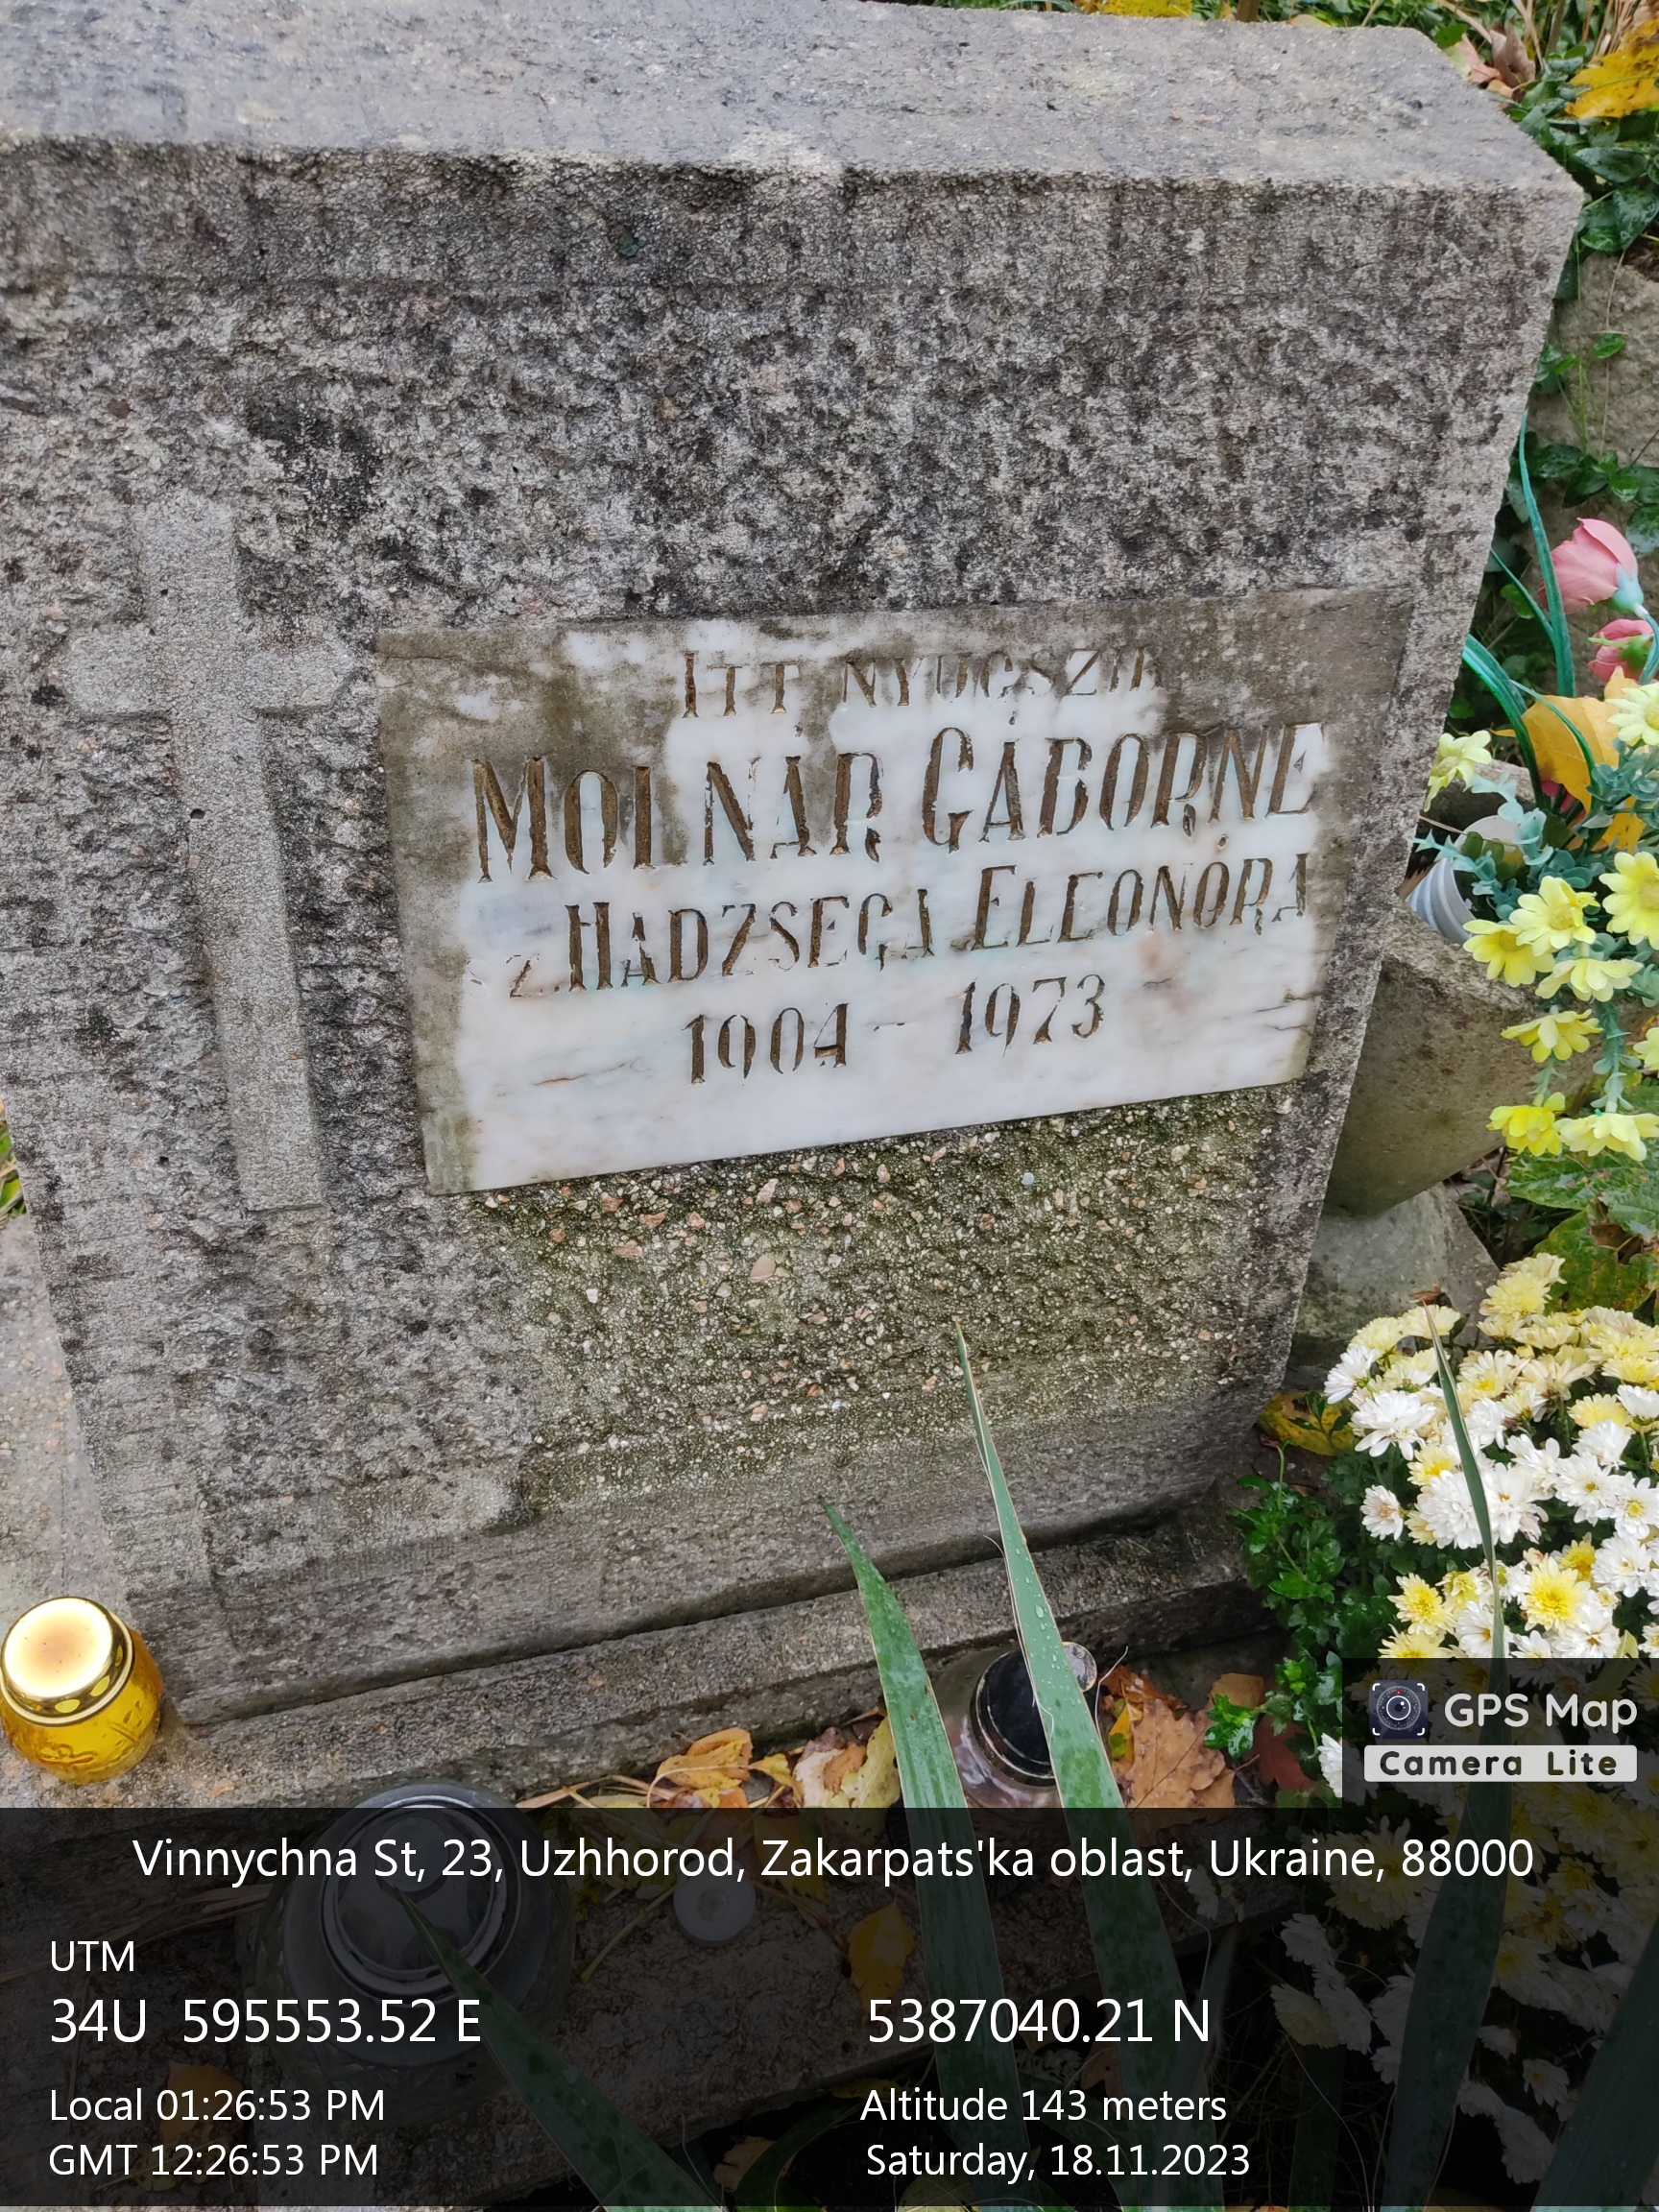 ITT NYUGSZIK
MOLNÁR GÁBORNÉ
SZ. HADZSEGA ELEONÓRA
1904 - 1973
GPS Map
Camera Lite
Vinnychna St, 23, Uzhhorod, Zakarpats'ka oblast, Ukraine, 88000
UTM
34U 595553.52 E 5387040.21 N
Local 01:26:53 PM Altitude 143 meters
GMT 12:26:53 PM Saturday, 18.11.2023